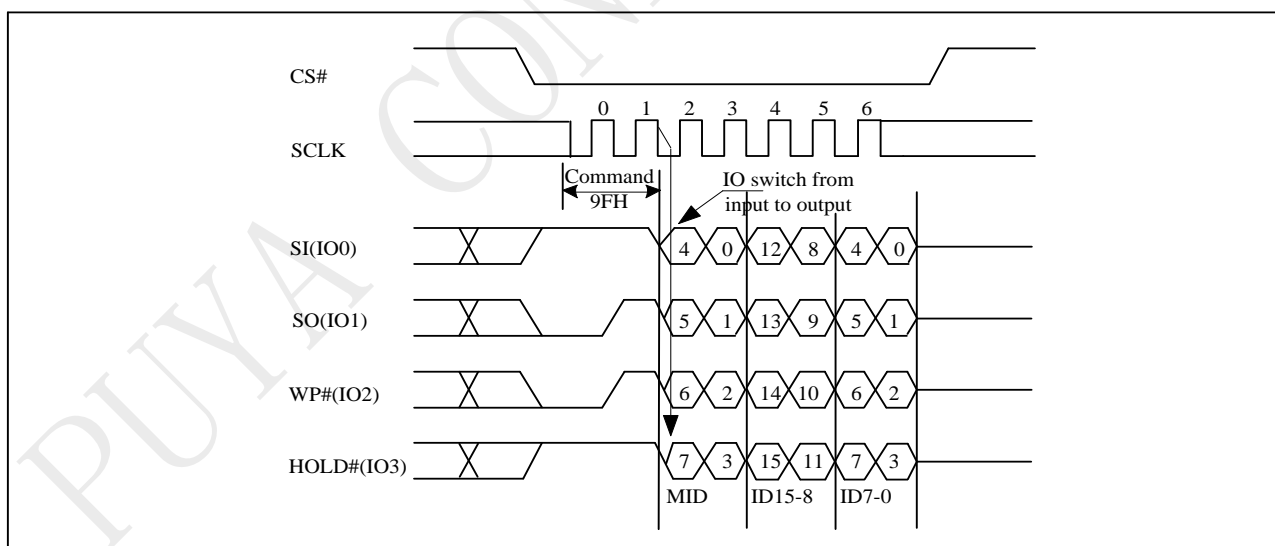 PUYA CON
CS#
0 1 2 3 4 5 6
SCLK
Command
9FH
IO switch from
input to output
SI(IO0)
4 0 12 8 4 0
SO(IO1)
5 1 13 9 5 1
WP#(IO2)
6 2 14 10 6 2
HOLD#(IO3)
7 3 15 11 7 3
MID ID15-8 ID7-0